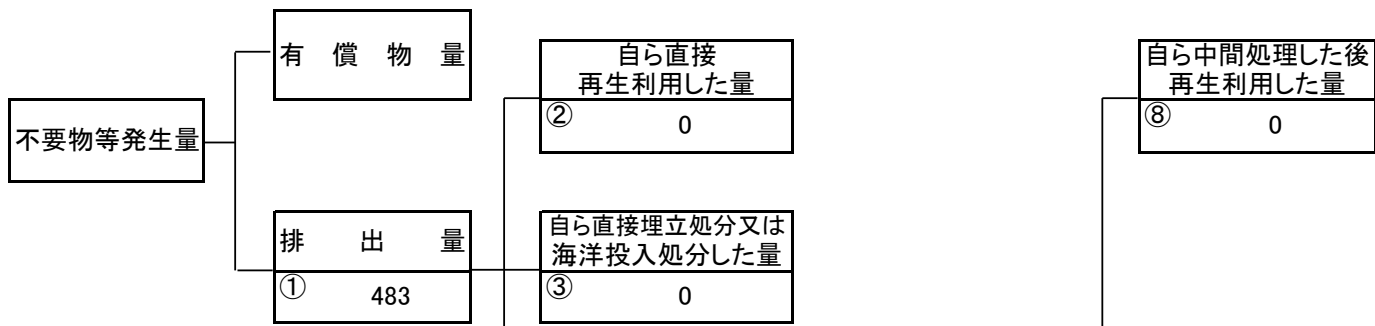 不要物等発生量
有償物量
排出量
① 483
自ら直接
再生利用した量
② 0
自ら直接埋立処分又は
海洋投入処分した量
③ 0
自ら中間処理した後
再生利用した量
⑧ 0